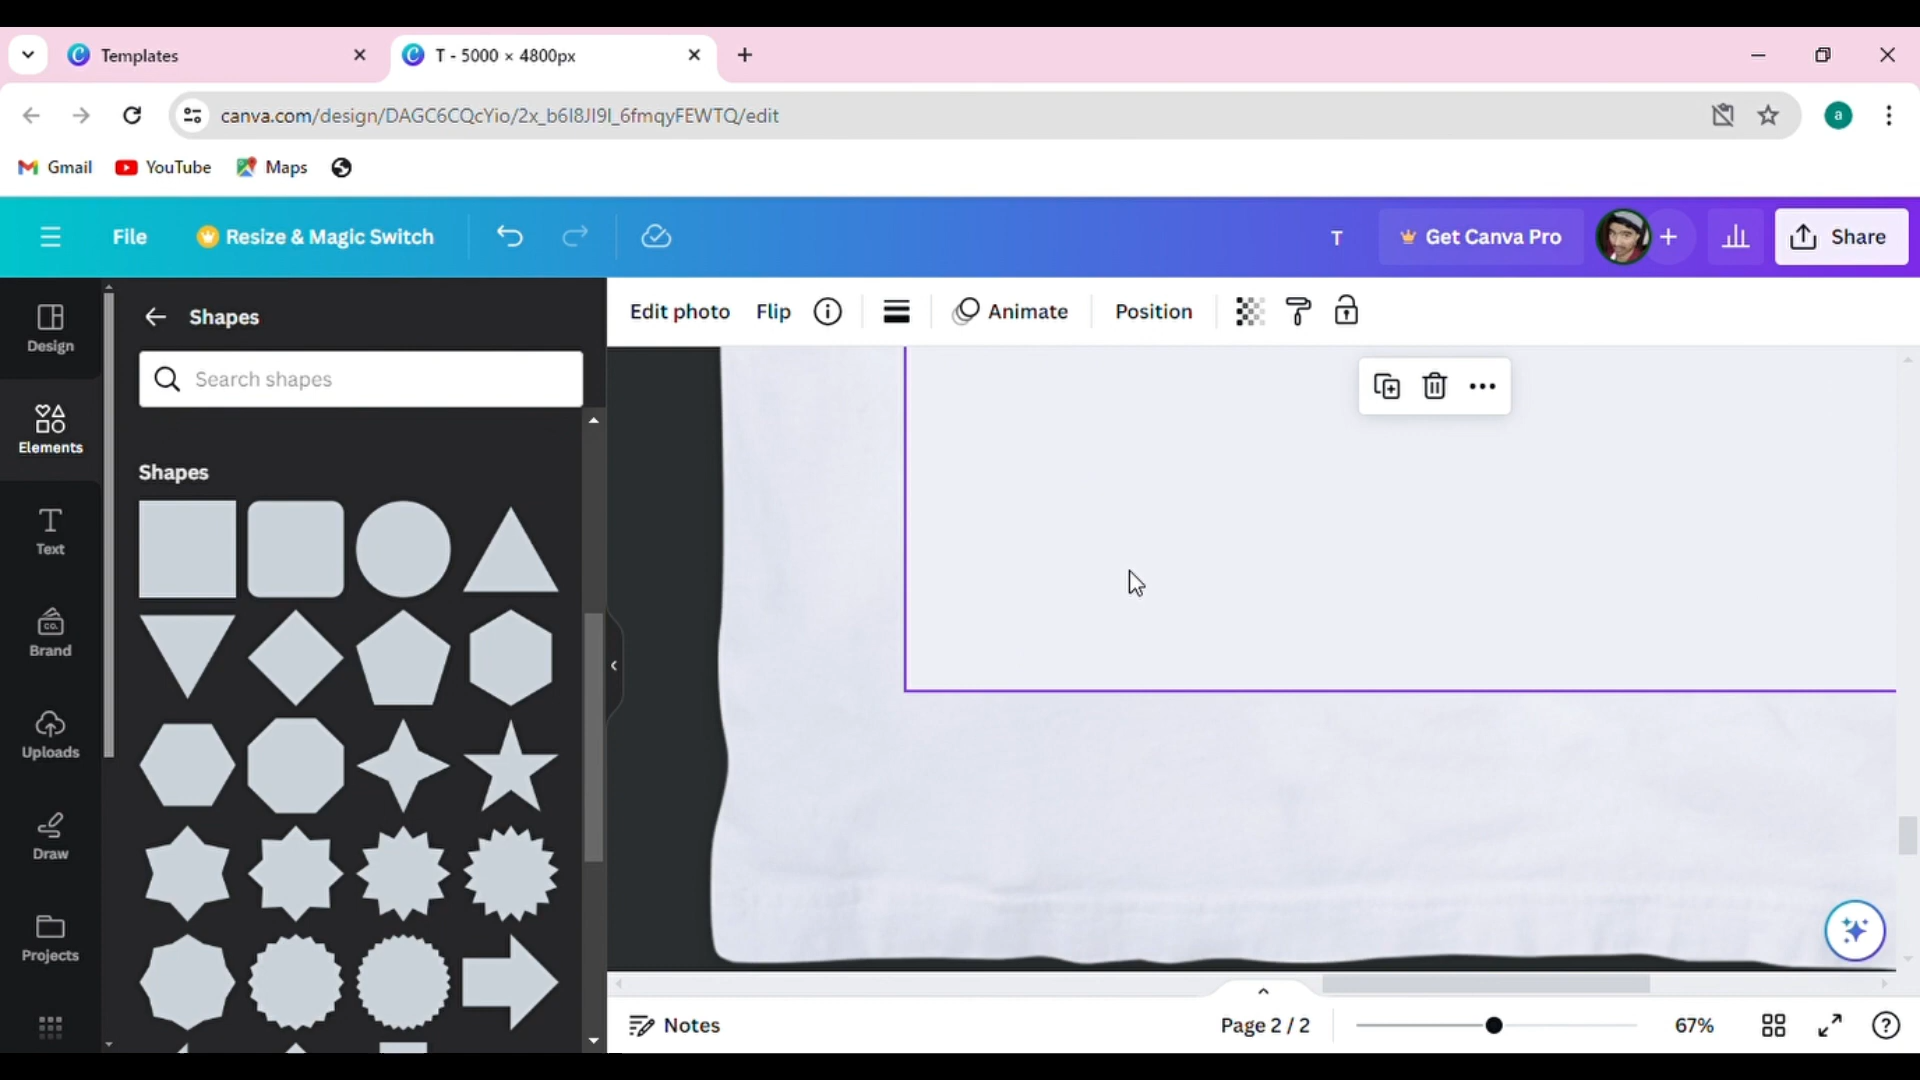 Templates
T - 5000 × 4800px
canva.com/design/DAGC6CQcYio/2x_b6I8JI9I_6fmqyFEWTQ/edit
a
Gmail
YouTube
Maps
File
Resize & Magic Switch
T
Get Canva Pro
Share
Design
Elements
Text
Brand
CO.
Uploads
Draw
Projects
Shapes
Search shapes
Shapes
Edit photo
Flip
Animate
Position
Notes
Page 2 / 2
67%